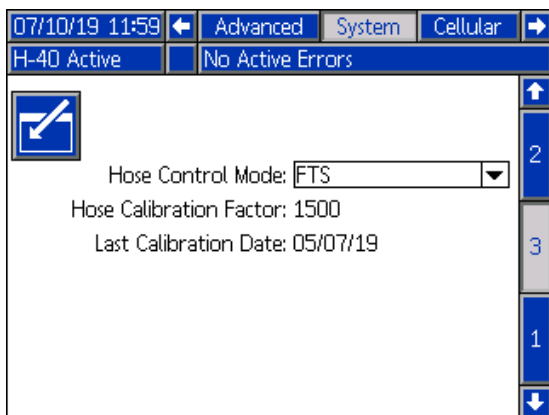 07/10/19 11:59 Advanced System Cellular
H-40 Active No Active Errors
2
Hose Control Mode: FTS
Hose Calibration Factor: 1500
Last Calibration Date: 05/07/19
3
1